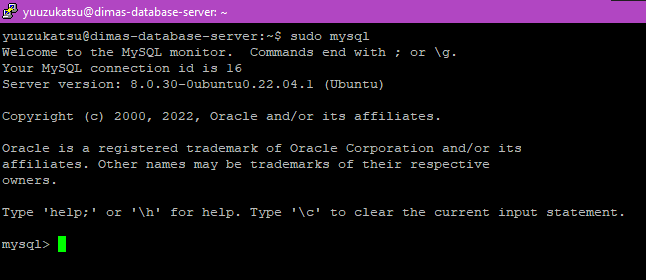 yuuzukatsu@dimas-database-server: ~
yuuzukatsu@dimas-database-server:~$ sudo mysql
Welcome to the MySQL monitor.  Commands end with ; or \g.
Your MySQL connection id is 16
Server version: 8.0.30-0ubuntu0.22.04.1 (Ubuntu)
Copyright (c) 2000, 2022, Oracle and/or its affiliates.
Oracle is a registered trademark of Oracle Corporation and/or its
affiliates. Other names may be trademarks of their respective
owners.
Type 'help;' or '\h' for help. Type '\c' to clear the current input statement.
mysql>